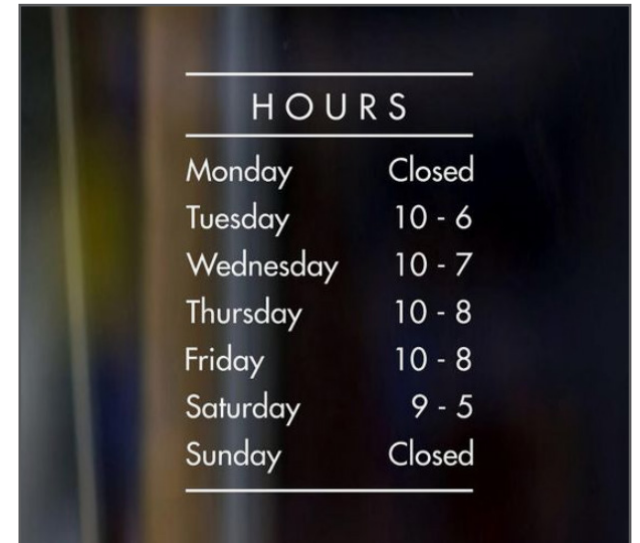 HOURS
Monday Closed
Tuesday 10 - 6
Wednesday 10 - 7
Thursday 10 - 8
Friday 10 - 8
Saturday 9 - 5
Sunday Closed